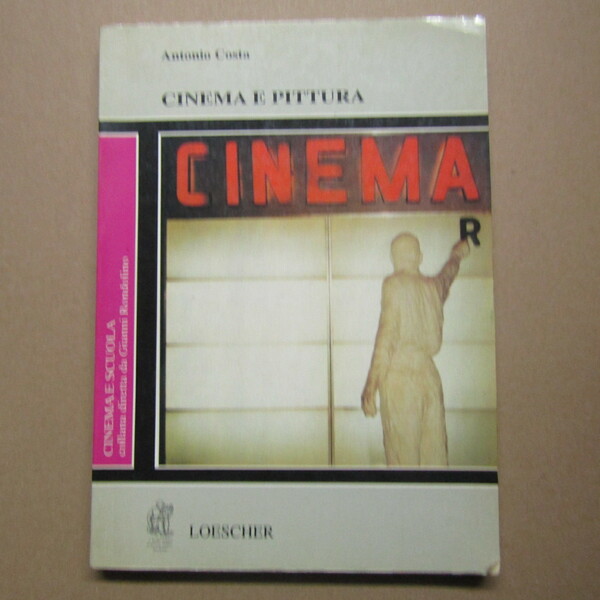 Antonio Costa
CINEMA E PITTURA
CINEMA
R
CINEMA E SCUOLA
collana diretta da Gianni Rondolino
LOESCHER